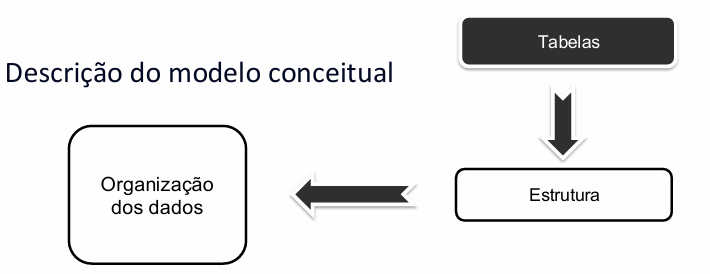 Tabelas
Descrição do modelo conceitual
Organização
dos dados
Estrutura